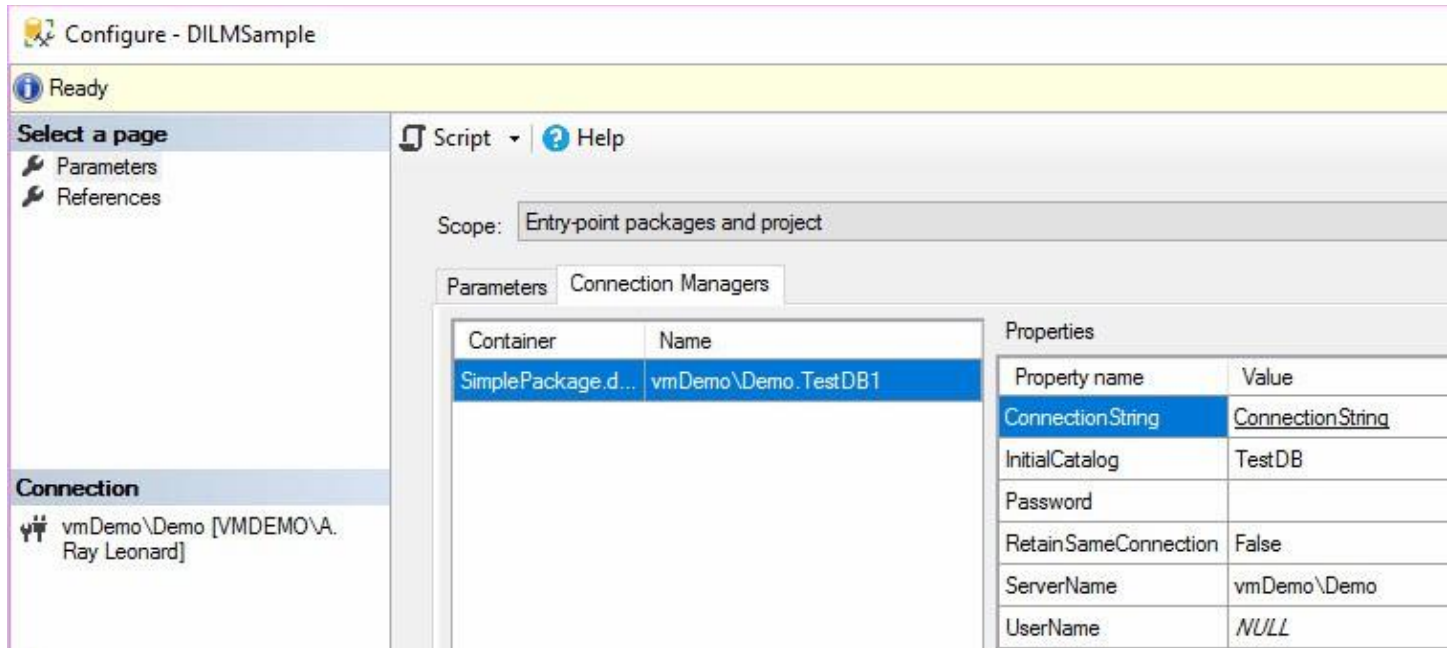 Configure - DILMSample
Ready
Select a page
Parameters
References
Script
Help
Scope: Entry-point packages and project
Parameters
Connection Managers
Container Name
SimplePackage.d... vmDemo\Demo.TestDB1
Properties
Property name Value
ConnectionString ConnectionString
InitialCatalog TestDB
Password
RetainSameConnection False
ServerName vmDemo\Demo
UserName NULL
Connection
vmDemo\Demo [VMDEMO\A.
Ray Leonard]